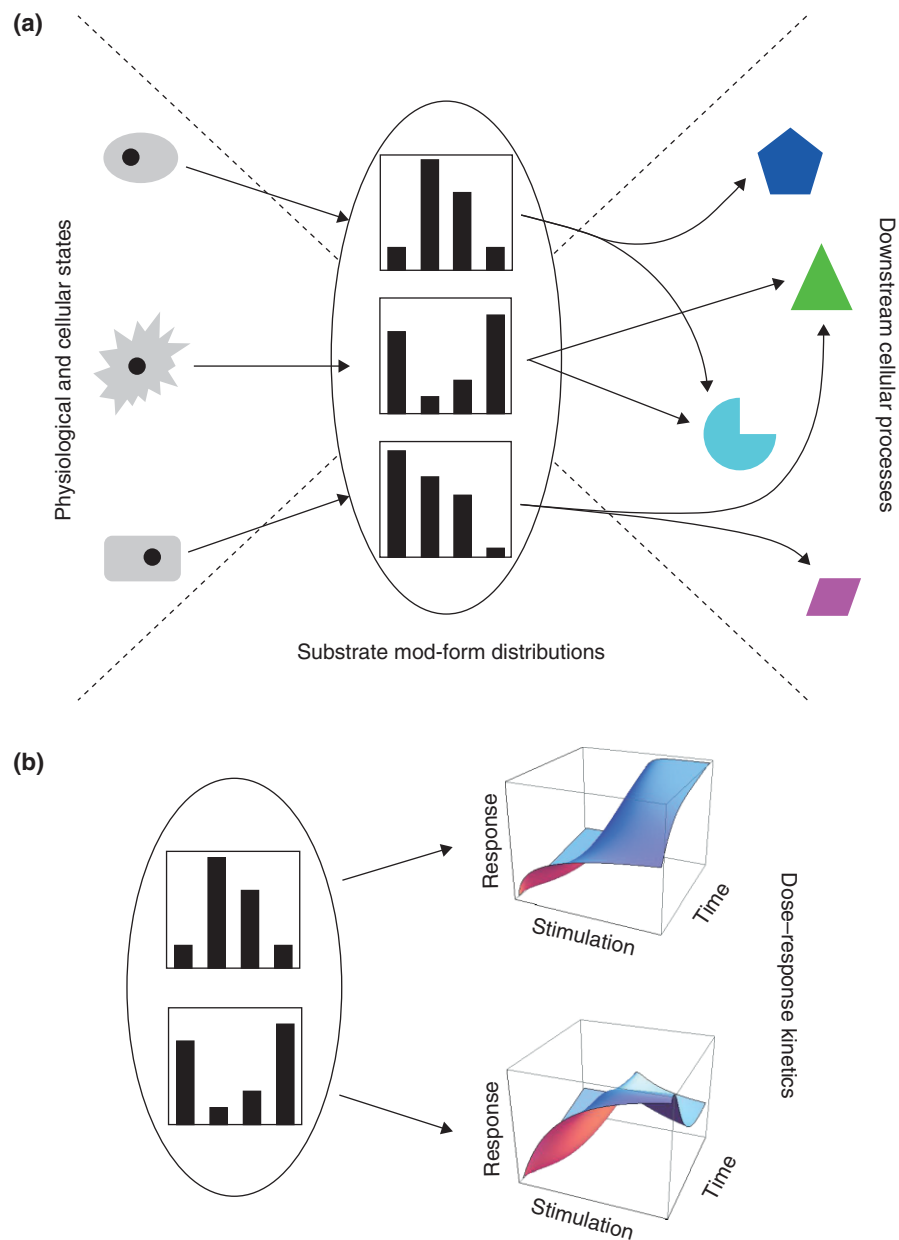 (a)
Physiological and cellular states
Downstream cellular processes
Substrate mod-form distributions
(b)
Response
Stimulation
Time
Response
Stimulation
Time
Dose–response kinetics